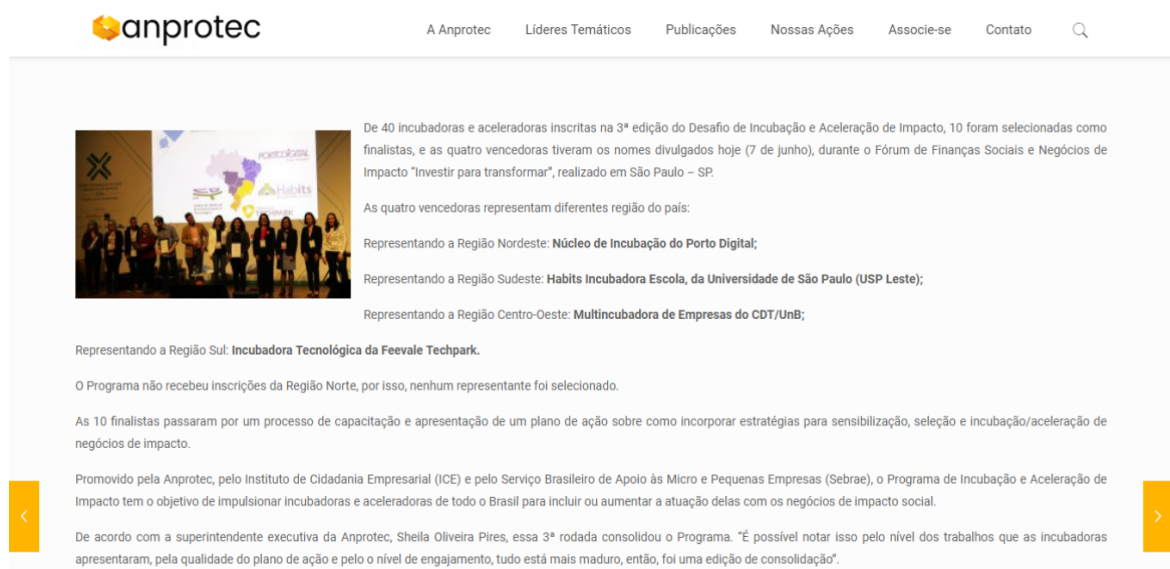 anprotec
A Anprotec
Líderes Temáticos
Publicações
Nossas Ações
Associe-se
Contato
PORTODIGITAL
Habits
TECHPARK
De 40 incubadoras e aceleradoras inscritas na 3ª edição do Desafio de Incubação e Aceleração de Impacto, 10 foram selecionadas como
finalistas, e as quatro vencedoras tiveram os nomes divulgados hoje (7 de junho), durante o Fórum de Finanças Sociais e Negócios de
Impacto “Investir para transformar”, realizado em São Paulo – SP.
As quatro vencedoras representam diferentes região do país:
Representando a Região Nordeste: Núcleo de Incubação do Porto Digital;
Representando a Região Sudeste: Habits Incubadora Escola, da Universidade de São Paulo (USP Leste);
Representando a Região Centro-Oeste: Multincubadora de Empresas do CDT/UnB;
Representando a Região Sul: Incubadora Tecnológica da Feevale Techpark.
O Programa não recebeu inscrições da Região Norte, por isso, nenhum representante foi selecionado.
As 10 finalistas passaram por um processo de capacitação e apresentação de um plano de ação sobre como incorporar estratégias para sensibilização, seleção e incubação/aceleração de
negócios de impacto.
Promovido pela Anprotec, pelo Instituto de Cidadania Empresarial (ICE) e pelo Serviço Brasileiro de Apoio às Micro e Pequenas Empresas (Sebrae), o Programa de Incubação e Aceleração de
Impacto tem o objetivo de impulsionar incubadoras e aceleradoras de todo o Brasil para incluir ou aumentar a atuação delas com os negócios de impacto social.
De acordo com a superintendente executiva da Anprotec, Sheila Oliveira Pires, essa 3ª rodada consolidou o Programa. “É possível notar isso pelo nível dos trabalhos que as incubadoras
apresentaram, pela qualidade do plano de ação e pelo o nível de engajamento, tudo está mais maduro, então, foi uma edição de consolidação”.